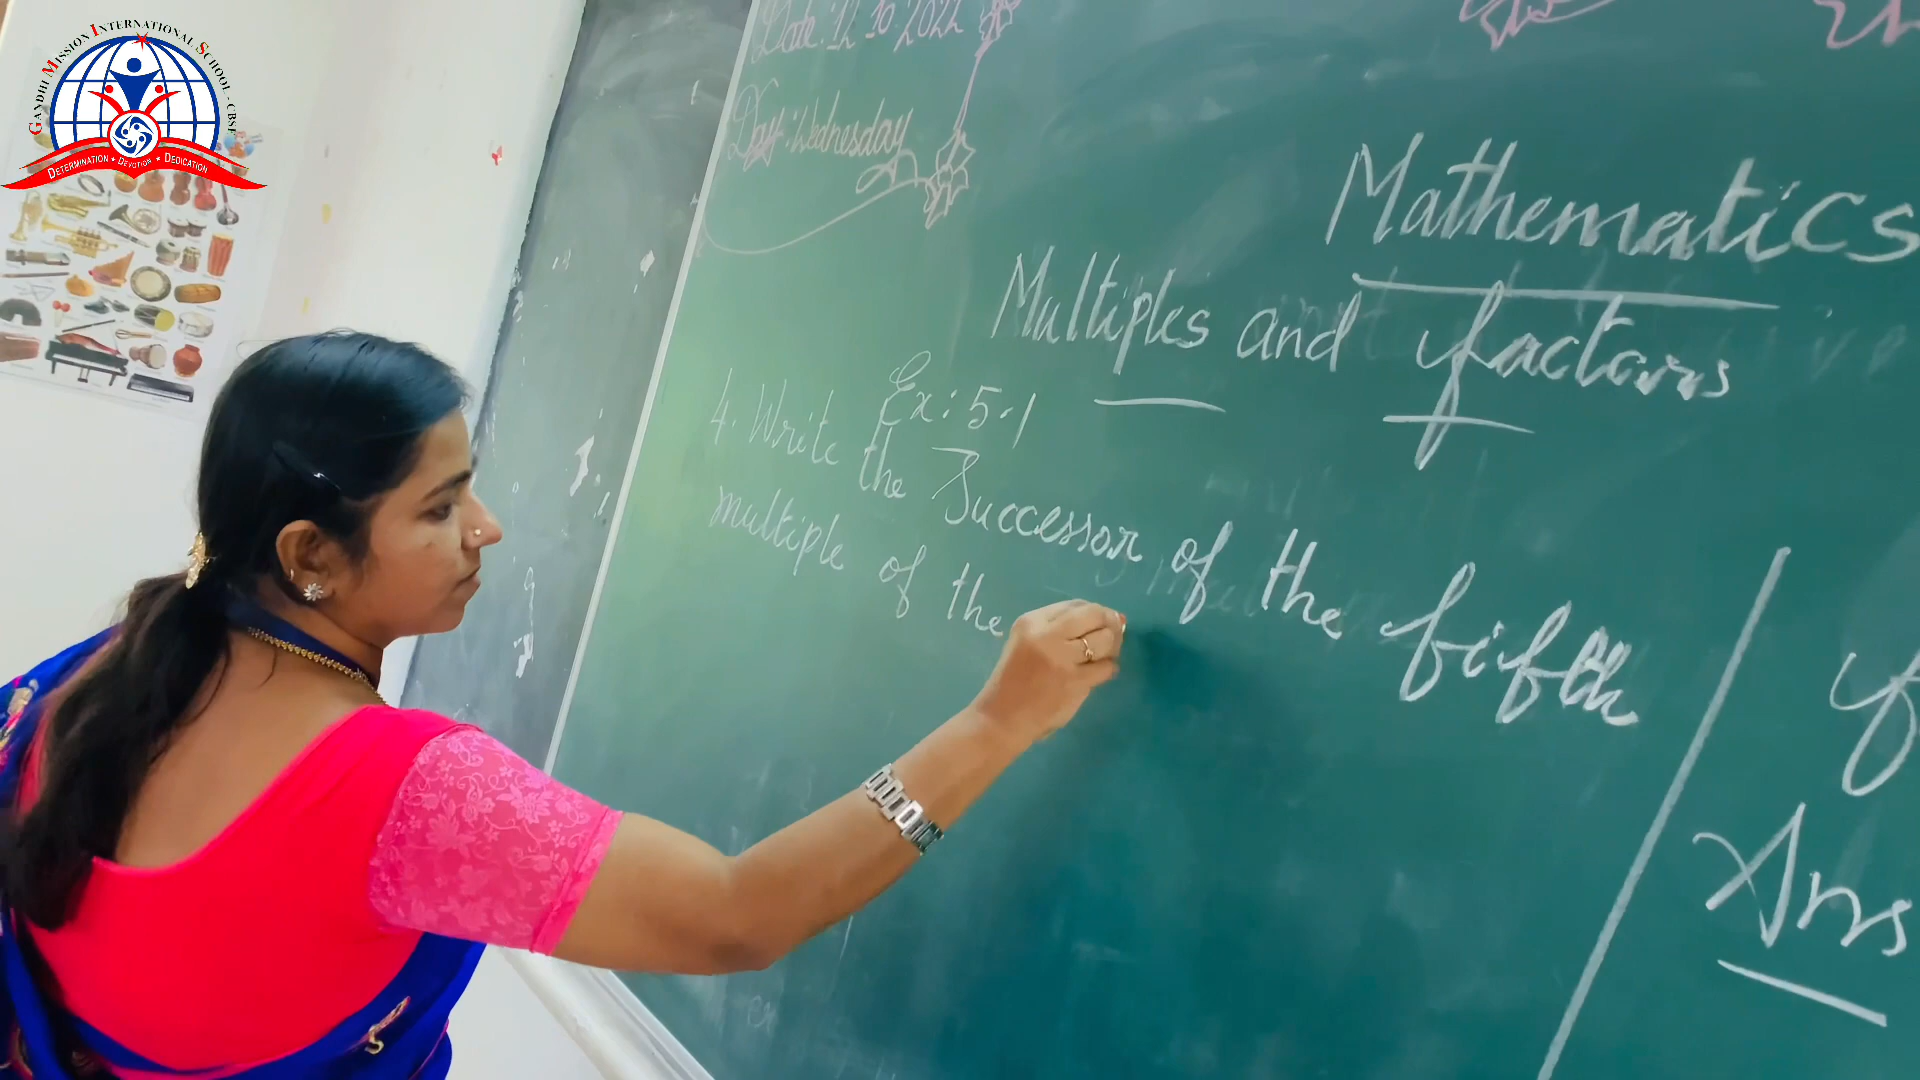 GANDHI MISSION INTERNATIONAL SCHOOL - CBSE
DETERMINATION ★ DEVOTION ★ DEDICATION
Date: 12 10.2022
Day: Wednesday
Mathematics
Multiples and factors
Ex: 5.1
4. Write the Successor of the fifth
multiple of the
Ans